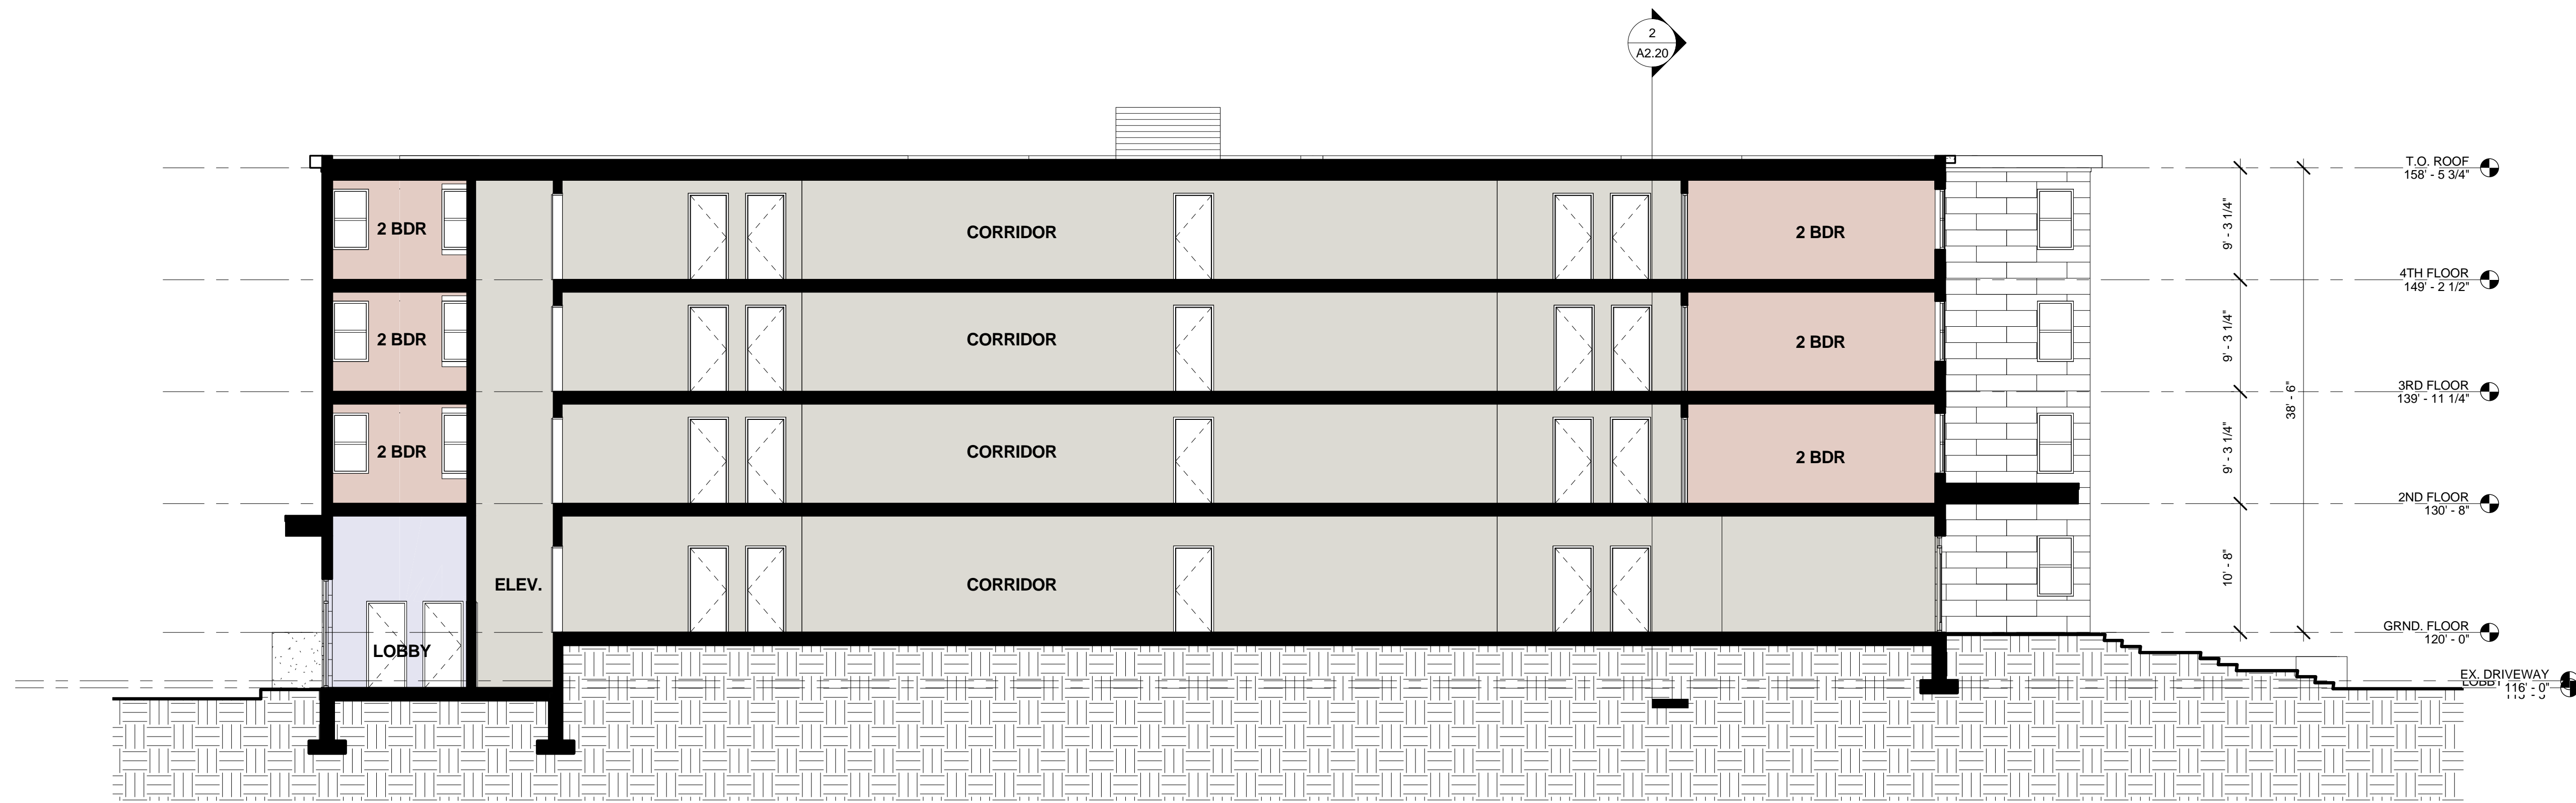 2
A2.20
T.O. ROOF
158' - 5 3/4"
9' - 3 1/4"
2 BDR
CORRIDOR
2 BDR
4TH FLOOR
149' - 2 1/2"
9' - 3 1/4"
2 BDR
CORRIDOR
2 BDR
3RD FLOOR
139' - 11 1/4"
38' - 6"
9' - 3 1/4"
2 BDR
CORRIDOR
2 BDR
2ND FLOOR
130' - 8"
10' - 8"
ELEV.
CORRIDOR
GRND. FLOOR
120' - 0"
LOBBY
EX. DRIVEWAY
116' - 0"